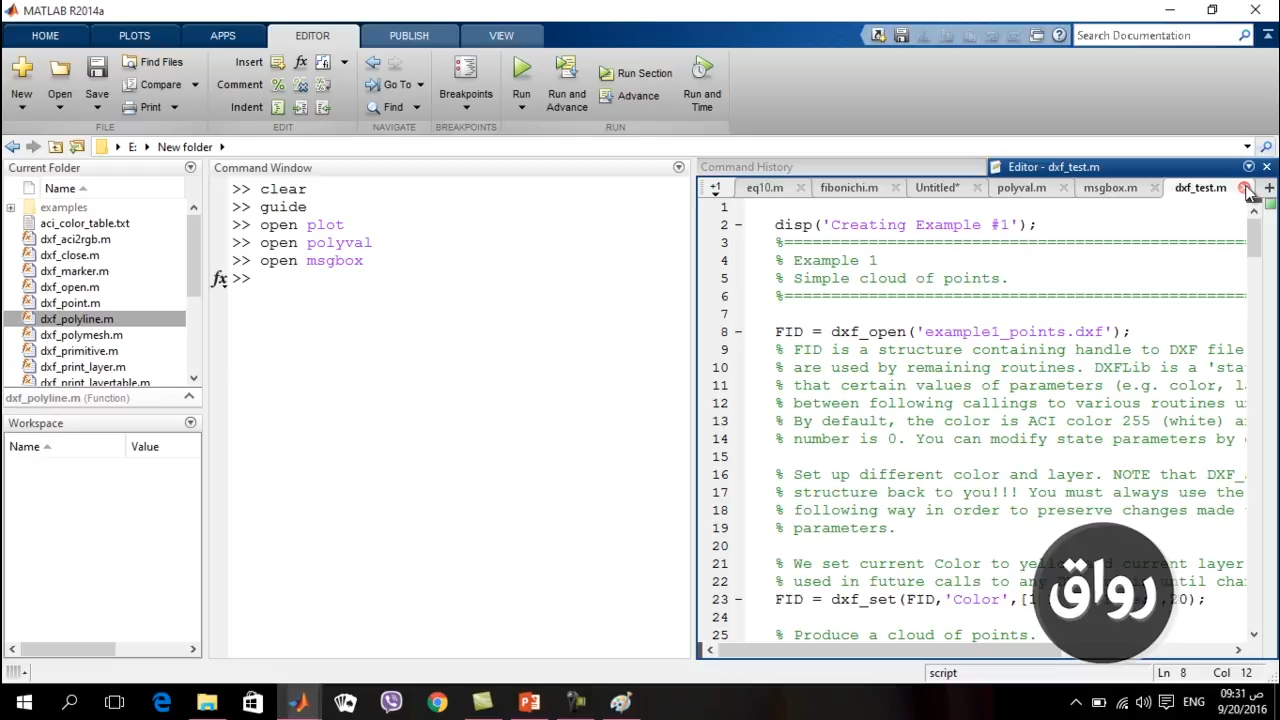 MATLAB R2014a
HOME PLOTS APPS EDITOR PUBLISH VIEW
Search Documentation
New Open Save Find Files Compare Print
FILE
Insert fx
Comment
Indent
EDIT
Go To
Find
NAVIGATE
Breakpoints
BREAKPOINTS
Run Run and Advance Run Section Advance Run and Time
RUN
E: New folder
Current Folder
Name
examples
aci_color_table.txt
dxf_aci2rgb.m
dxf_close.m
dxf_marker.m
dxf_open.m
dxf_point.m
dxf_polyline.m
dxf_polymesh.m
dxf_primitive.m
dxf_print_layer.m
dxf_print_layertable.m
dxf_polyline.m (Function)
Workspace
Name Value
Command Window
>> clear
>> guide
>> open plot
>> open polyval
>> open msgbox
fx >>
Command History
Editor - dxf_test.m
eq10.m fibonichi.m Untitled* polyval.m msgbox.m dxf_test.m
1
2 – disp('Creating Example #1');
3 %==============================================
4 % Example 1
5 % Simple cloud of points.
6 %==============================================
7
8 – FID = dxf_open('example1_points.dxf');
9 % FID is a structure containing handle to DXF file
10 % are used by remaining routines. DXFLib is a 'sta
11 % that certain values of parameters (e.g. color, la
12 % between following callings to various routines u
13 % By default, the color is ACI color 255 (white) a
14 % number is 0. You can modify state parameters by
15
16 % Set up different color and layer. NOTE that DXF_
17 % structure back to you!!! You must always use the
18 % following way in order to preserve changes made
19 % parameters.
20
21 % We set current Color to current layer
22 % used in future calls to any until cha
23 – FID = dxf_set(FID,'Color',[1 ,20);
24
25 % Produce a cloud of points.
رواق
script Ln 8 Col 12
ENG
09:31 ص
9/20/2016